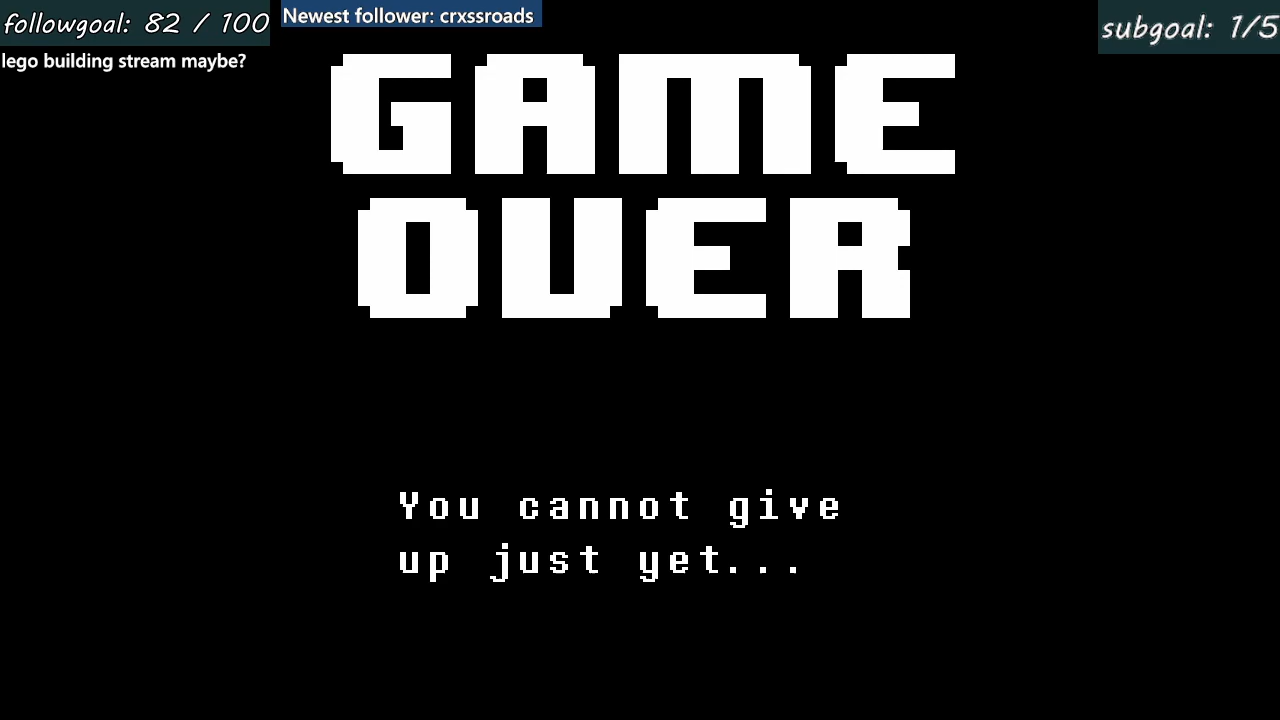 followgoal: 82 / 100
Newest follower: crxssroads
subgoal: 1/5
lego building stream maybe?
GAME
OVER
You cannot give
up just yet...